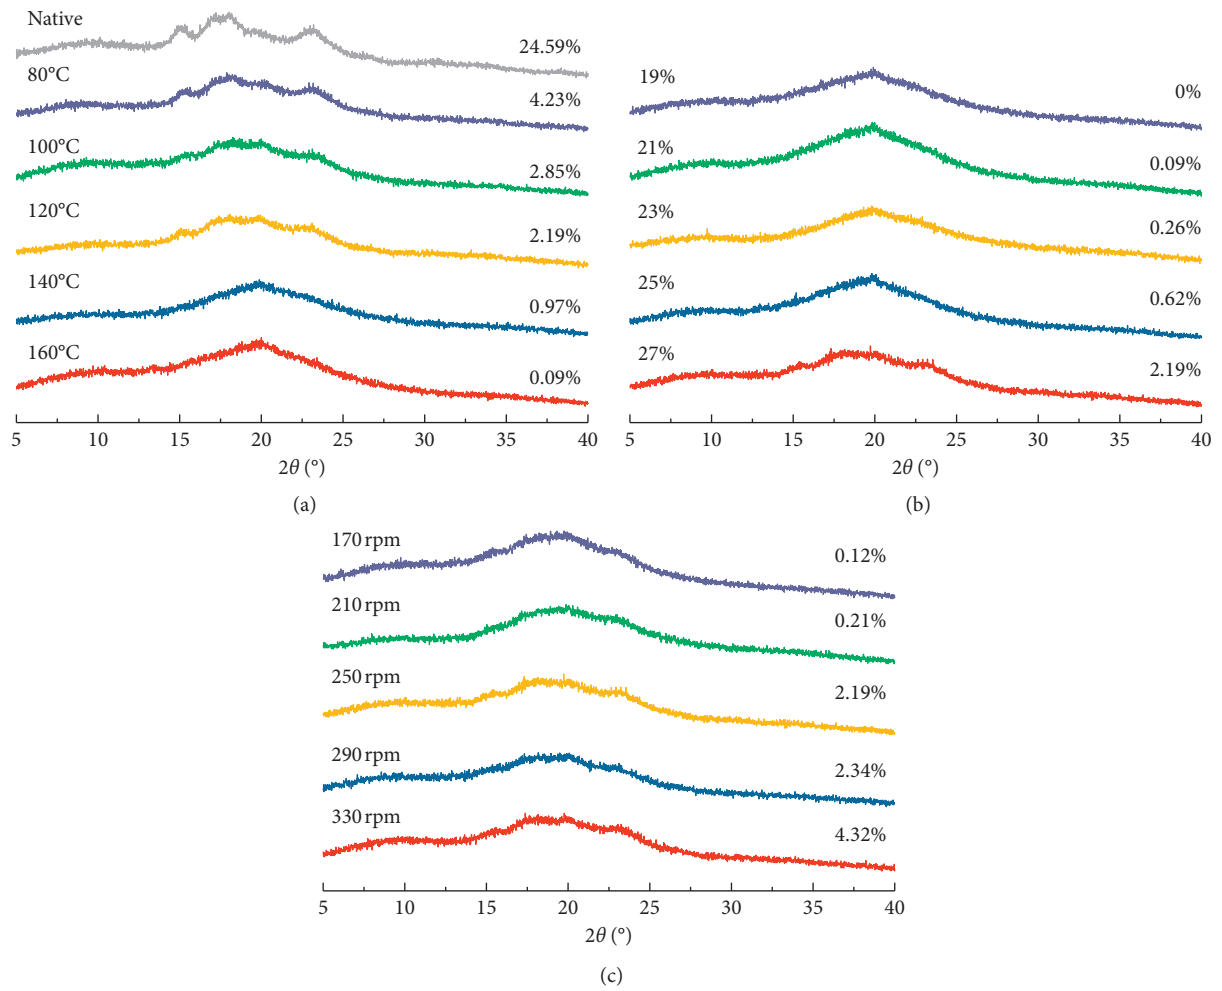 Native
24.59%
80°C
4.23%
100°C
2.85%
120°C
2.19%
140°C
0.97%
160°C
0.09%
5 10 15 20 25 30 35 40
2θ (°)
(a)
19%
0%
21%
0.09%
23%
0.26%
25%
0.62%
27%
2.19%
5 10 15 20 25 30 35 40
2θ (°)
(b)
170 rpm
0.12%
210 rpm
0.21%
250 rpm
2.19%
290 rpm
2.34%
330 rpm
4.32%
5 10 15 20 25 30 35 40
2θ (°)
(c)